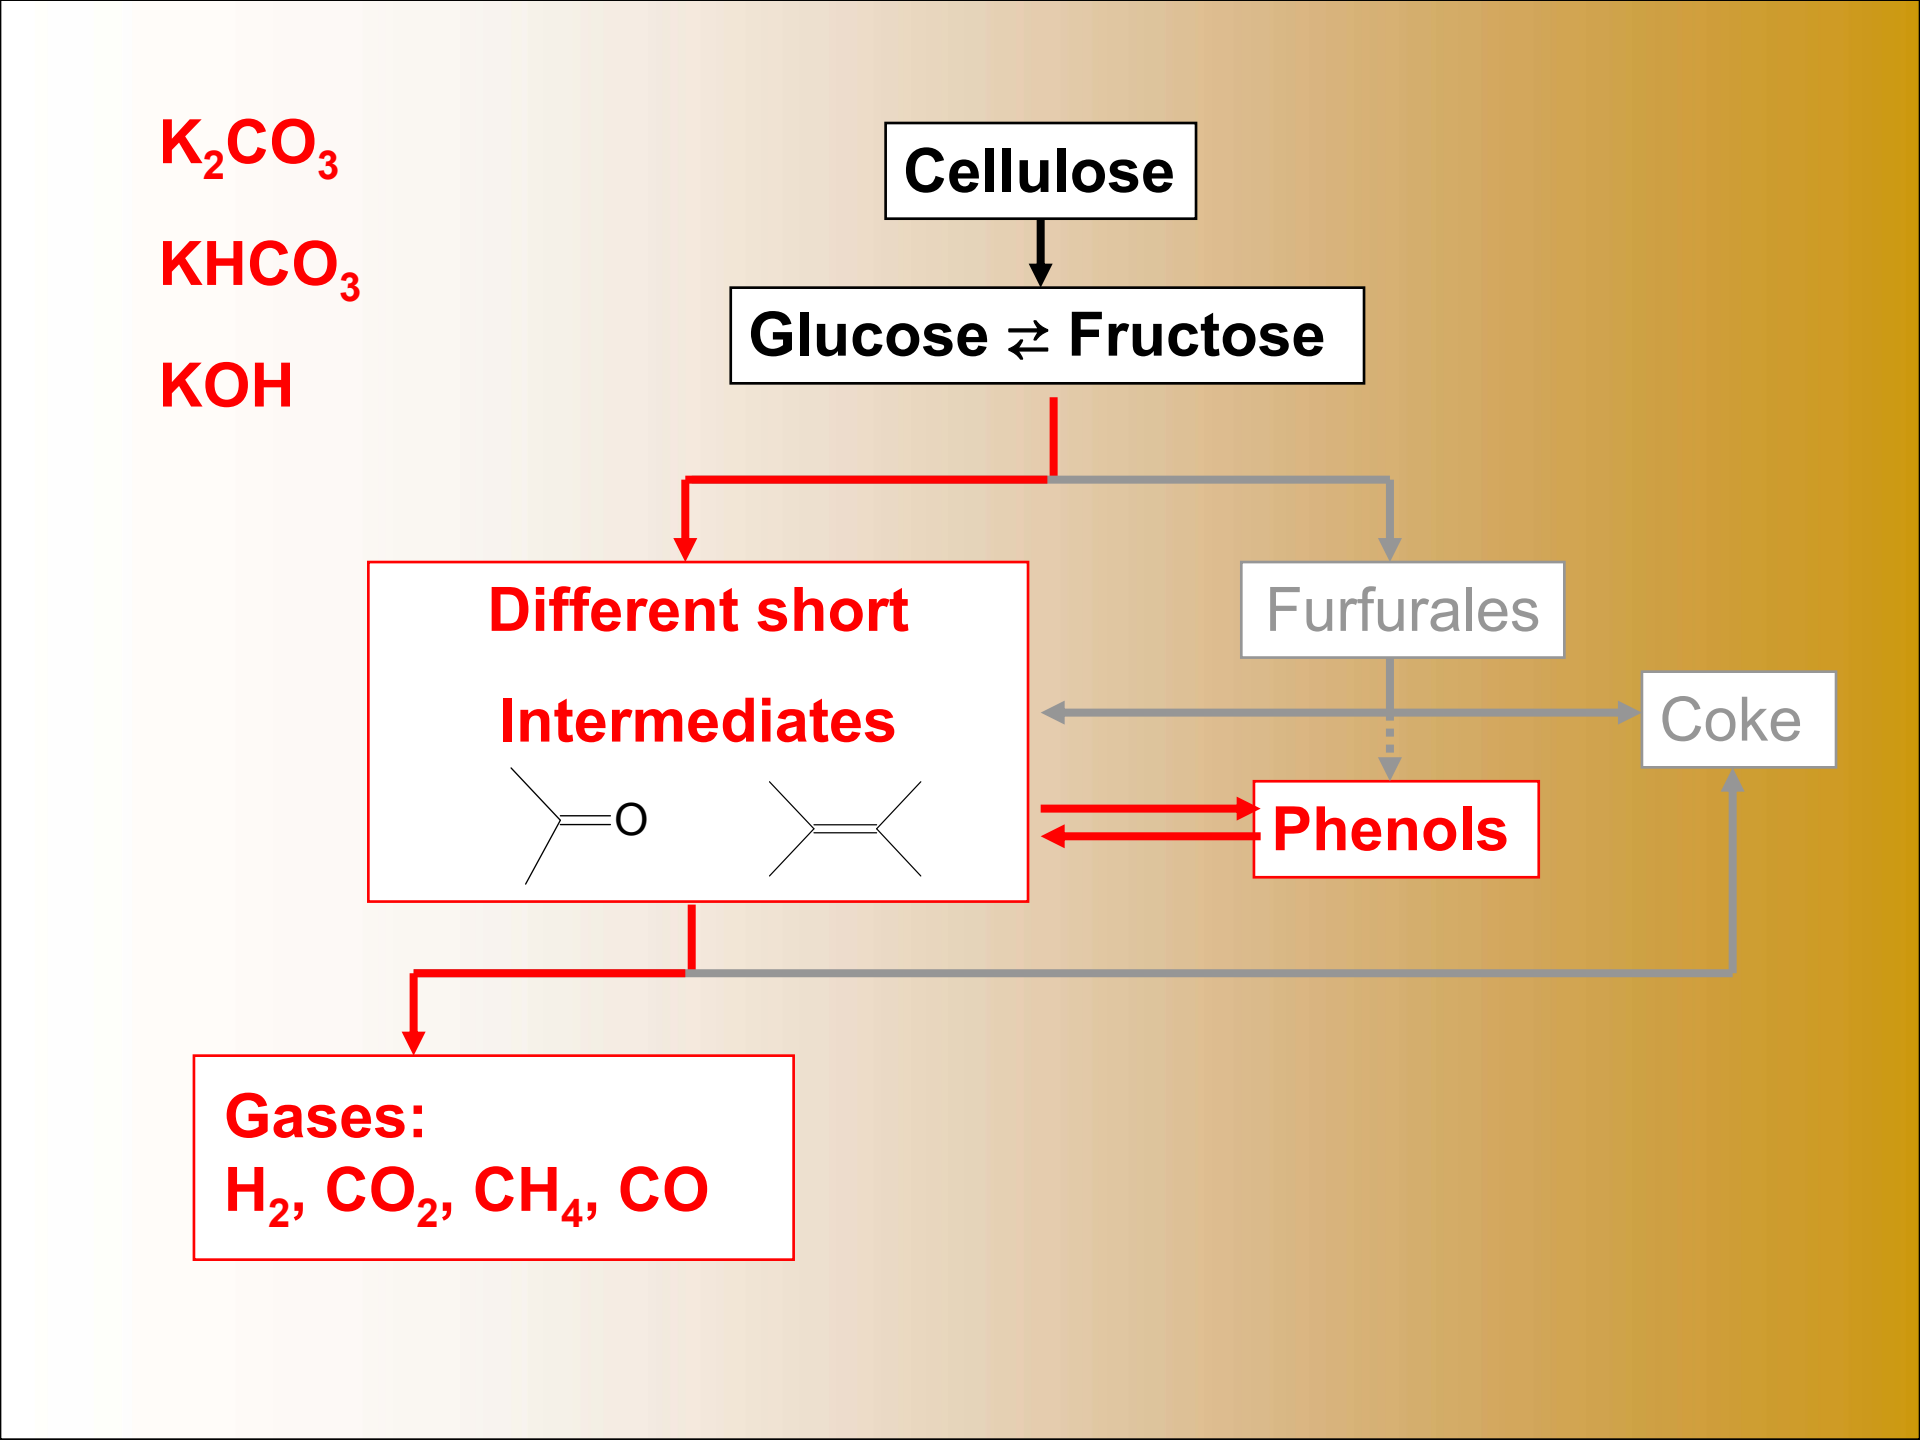 K₂CO₃
KHCO₃
KOH
Cellulose
Glucose ⇄ Fructose
Different short
Intermediates
O
Furfurales
Coke
Phenols
Gases:
H₂, CO₂, CH₄, CO